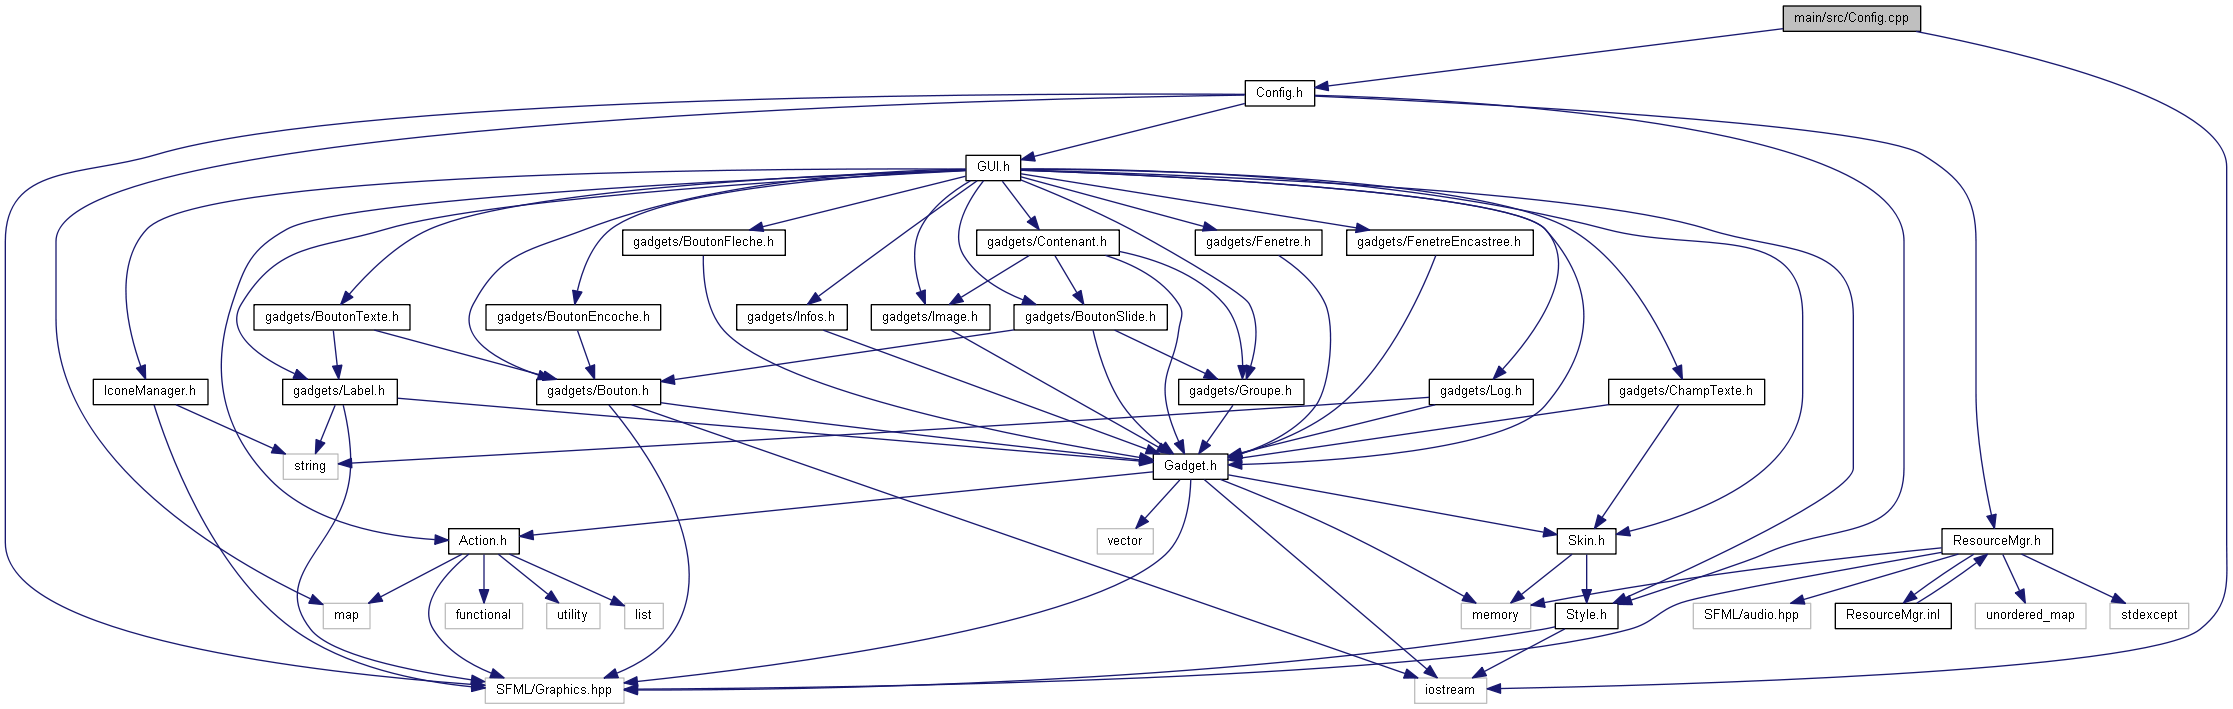 main/src/Config.cpp
Config.h
GUI.h
gadgets/BoutonFleche.h
gadgets/Contenant.h
gadgets/Fenetre.h
gadgets/FenetreEncastree.h
gadgets/BoutonTexte.h
gadgets/BoutonEncoche.h
gadgets/Infos.h
gadgets/Image.h
gadgets/BoutonSlide.h
IconeManager.h
gadgets/Label.h
gadgets/Bouton.h
gadgets/Groupe.h
gadgets/Log.h
gadgets/ChampTexte.h
string
Gadget.h
Action.h
vector
Skin.h
ResourceMgr.h
map
functional
utility
list
memory
Style.h
SFML/audio.hpp
ResourceMgr.inl
unordered_map
stdexcept
SFML/Graphics.hpp
iostream